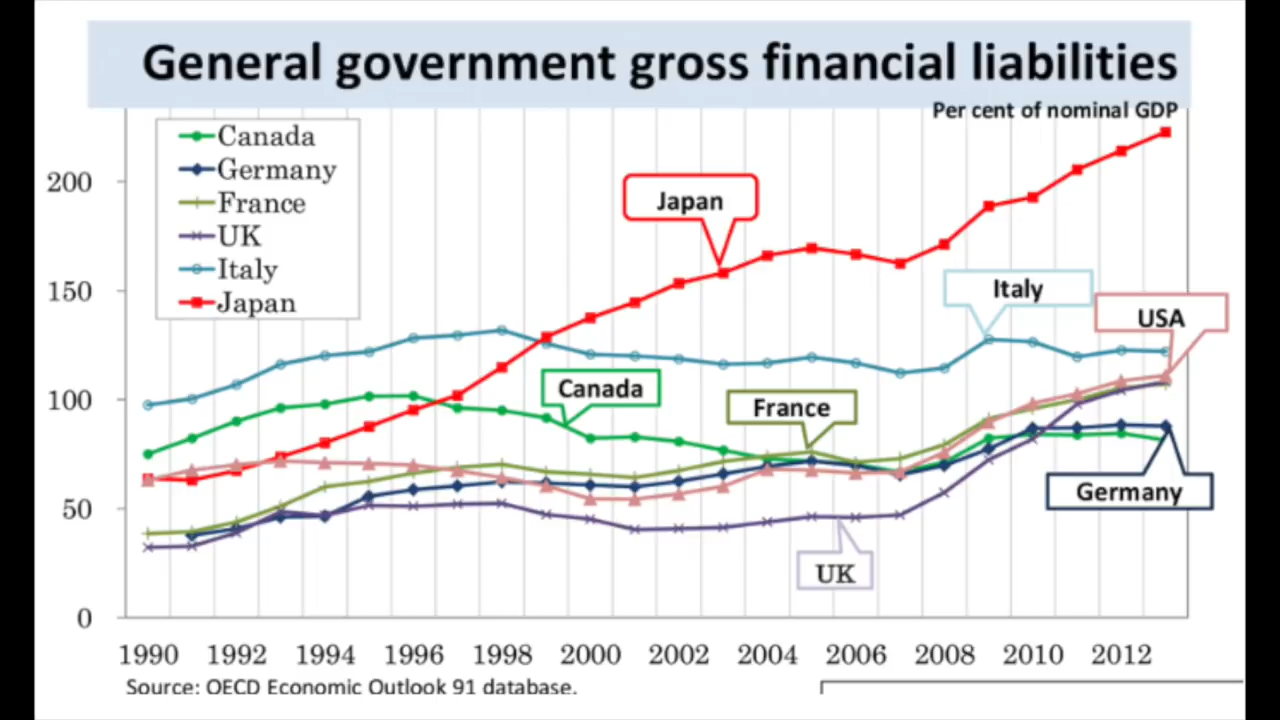 General government gross financial liabilities
Per cent of nominal GDP
Canada
Germany
France
UK
Italy
Japan
200
150
100
50
0
Japan
Italy
USA
Canada
France
Germany
UK
1990 1992 1994 1996 1998 2000 2002 2004 2006 2008 2010 2012
Source: OECD Economic Outlook 91 database.